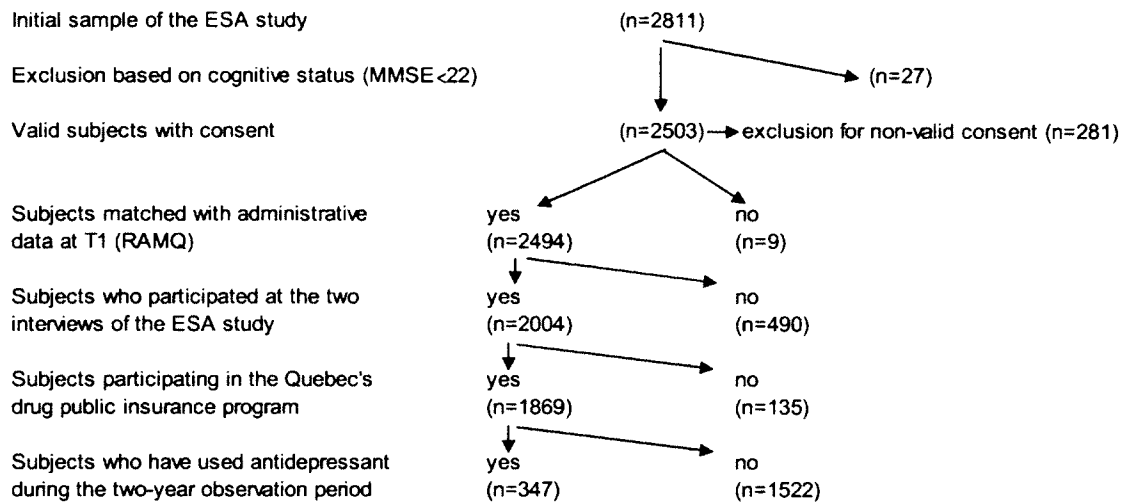 Initial sample of the ESA study (n=2811)
Exclusion based on cognitive status (MMSE<22) (n=27)
Valid subjects with consent (n=2503) exclusion for non-valid consent (n=281)
Subjects matched with administrative yes no
data at T1 (RAMQ) (n=2494) (n=9)
Subjects who participated at the two yes no
interviews of the ESA study (n=2004) (n=490)
Subjects participating in the Quebec's yes no
drug public insurance program (n=1869) (n=135)
Subjects who have used antidepressant yes no
during the two-year observation period (n=347) (n=1522)